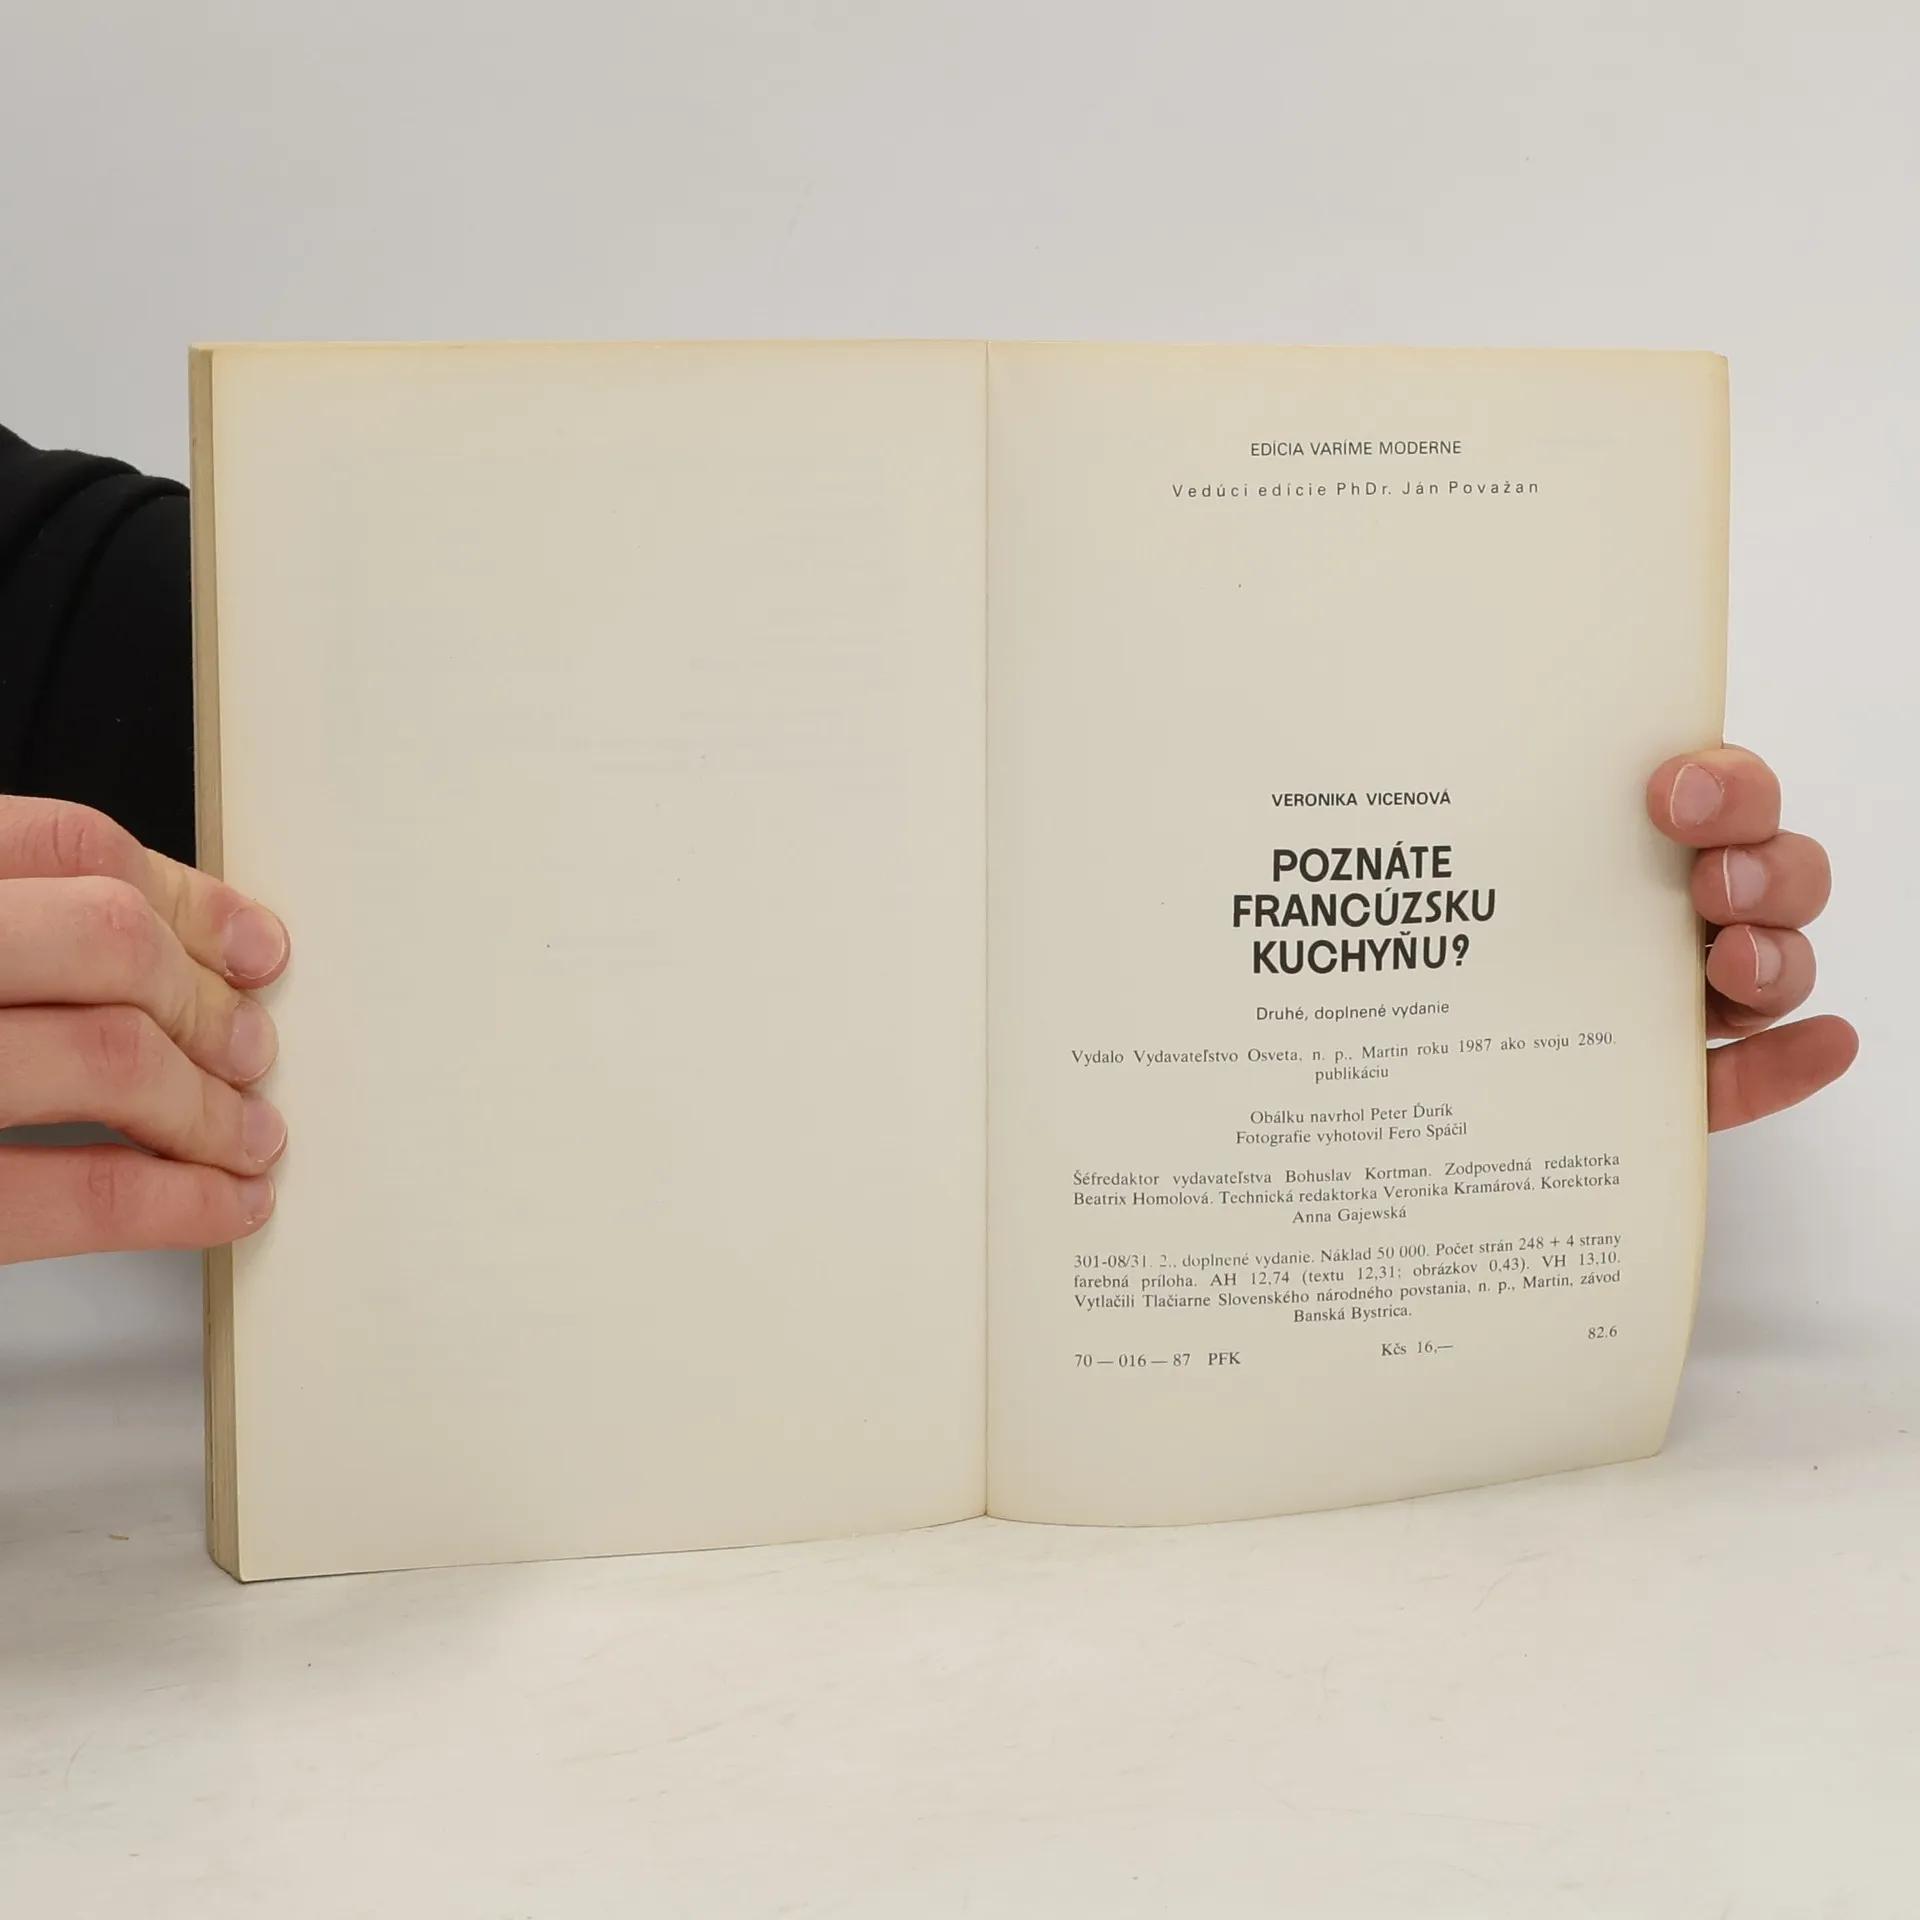 EDÍCIA VARÍME MODERNE
Vedúci edície PhDr. Ján Považan
VERONIKA VICENOVÁ
POZNÁTE
FRANCÚZSKU
KUCHYŇU?
Druhé, doplnené vydanie
Vydalo Vydavateľstvo Osveta, n. p., Martin roku 1987 ako svoju 2890.
publikáciu
Obálku navrhol Peter Ďurík
Fotografie vyhotovil Fero Spáčil
Šéfredaktor vydavateľstva Bohuslav Kortman. Zodpovedná redaktorka
Beatrix Homolová. Technická redaktorka Veronika Kramárová. Korektorka
Anna Gajewská
301-08/31. 2., doplnené vydanie. Náklad 50 000. Počet strán 248 + 4 strany
farebná príloha. AH 12,74 (textu 12,31; obrázkov 0,43). VH 13,10.
Vytlačili Tlačiarne Slovenského národného povstania, n. p., Martin, závod
Banská Bystrica.
70 — 016 — 87 PFK Kčs 16,— 82.6